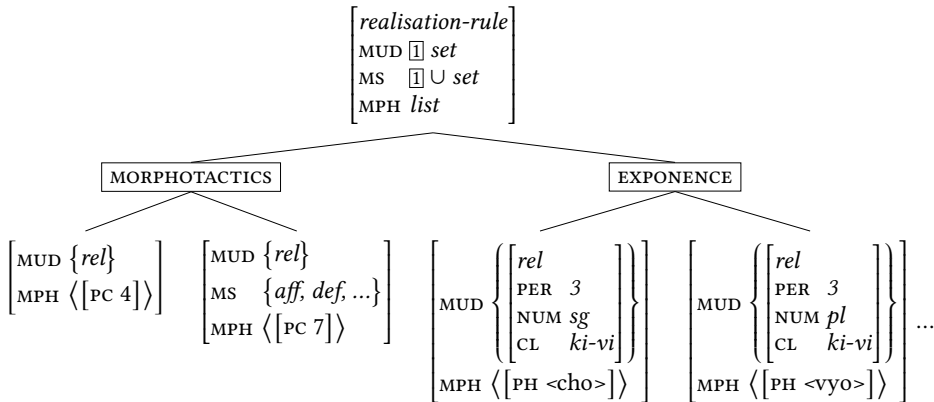 realisation-rule
MUD 1 set
MS 1 ∪ set
MPH list
MORPHOTACTICS
EXPONENCE
MUD {rel}
MPH ⟨[PC 4]⟩
MUD {rel}
MS {aff, def, ...}
MPH ⟨[PC 7]⟩
rel
PER 3
MUD
NUM sg
CL ki-vi
MPH ⟨[PH <cho>]⟩
rel
PER 3
MUD
NUM pl
CL ki-vi
MPH ⟨[PH <vyo>]⟩
...